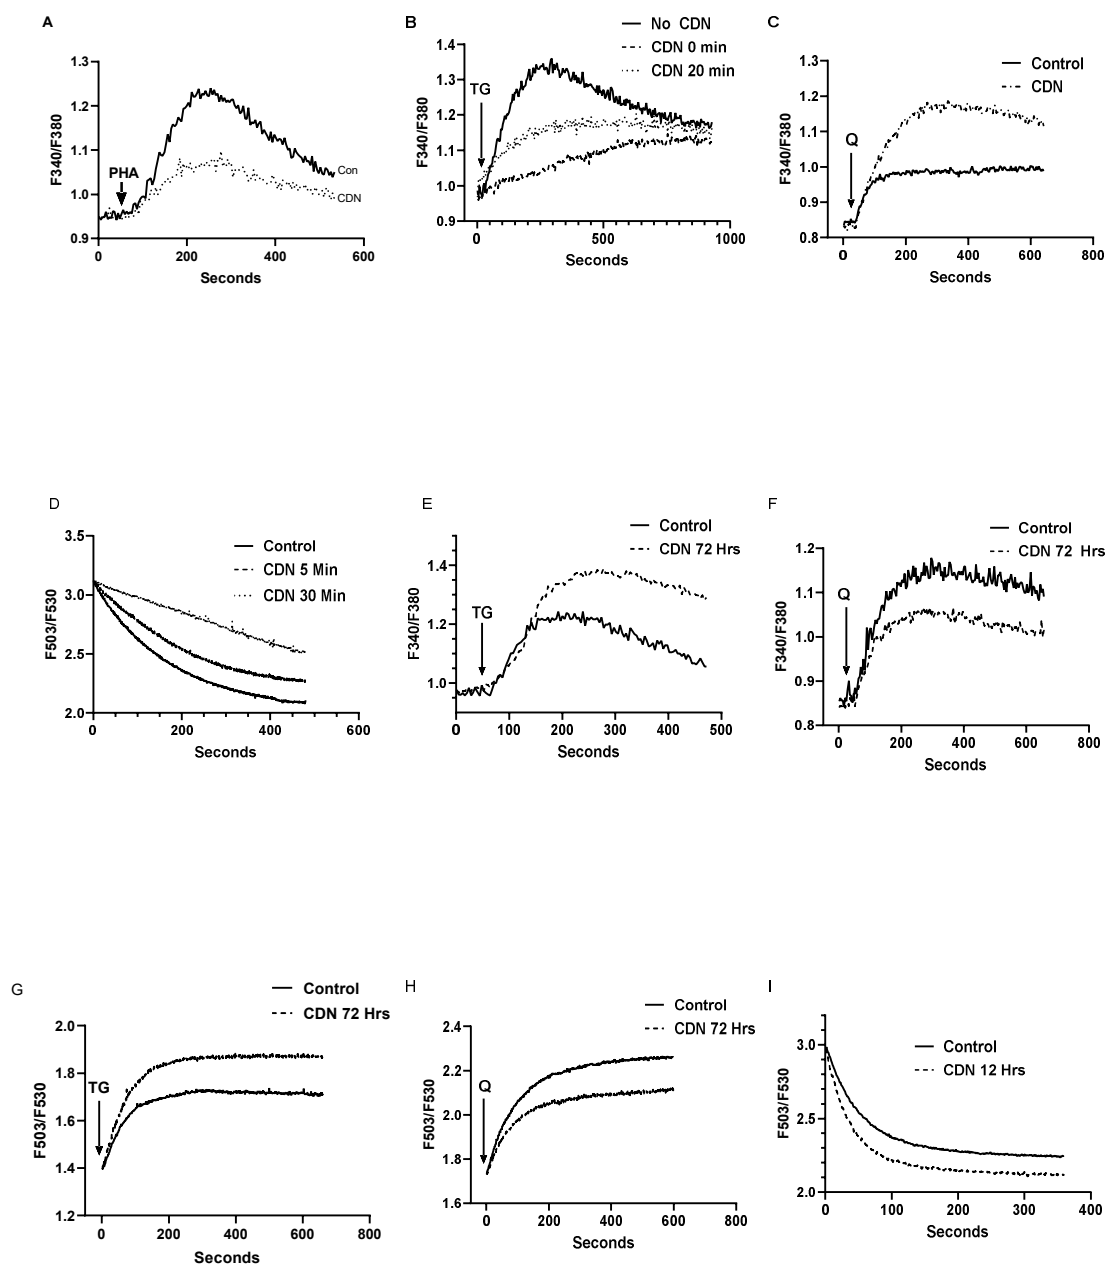 A
F340/F380
1.3
1.2
1.1
1.0
0.9
PHA
Con
CDN
0
200
400
600
Seconds
B
No CDN
CDN 0 min
CDN 20 min
F340/F380
1.4
1.3
1.2
1.1
1.0
0.9
TG
0
500
1000
Seconds
C
Control
CDN
F340/F380
1.3
1.2
1.1
1.0
0.9
0.8
Q
0
200
400
600
800
Seconds
D
Control
CDN 5 Min
CDN 30 Min
F503/F530
3.5
3.0
2.5
2.0
0
200
400
600
Seconds
E
Control
CDN 72 Hrs
F340/F380
1.4
1.2
1.0
TG
0
100
200
300
400
500
Seconds
F
Control
CDN 72 Hrs
F340/F380
1.2
1.1
1.0
0.9
0.8
Q
0
200
400
600
800
Seconds
G
Control
CDN 72 Hrs
F503/F530
2.0
1.8
1.6
1.4
1.2
TG
0
200
400
600
800
Seconds
H
Control
CDN 72 Hrs
F503/F530
2.4
2.2
2.0
1.8
1.6
Q
0
200
400
600
800
Seconds
I
Control
CDN 12 Hrs
F503/F530
3.0
2.5
2.0
0
100
200
300
400
Seconds